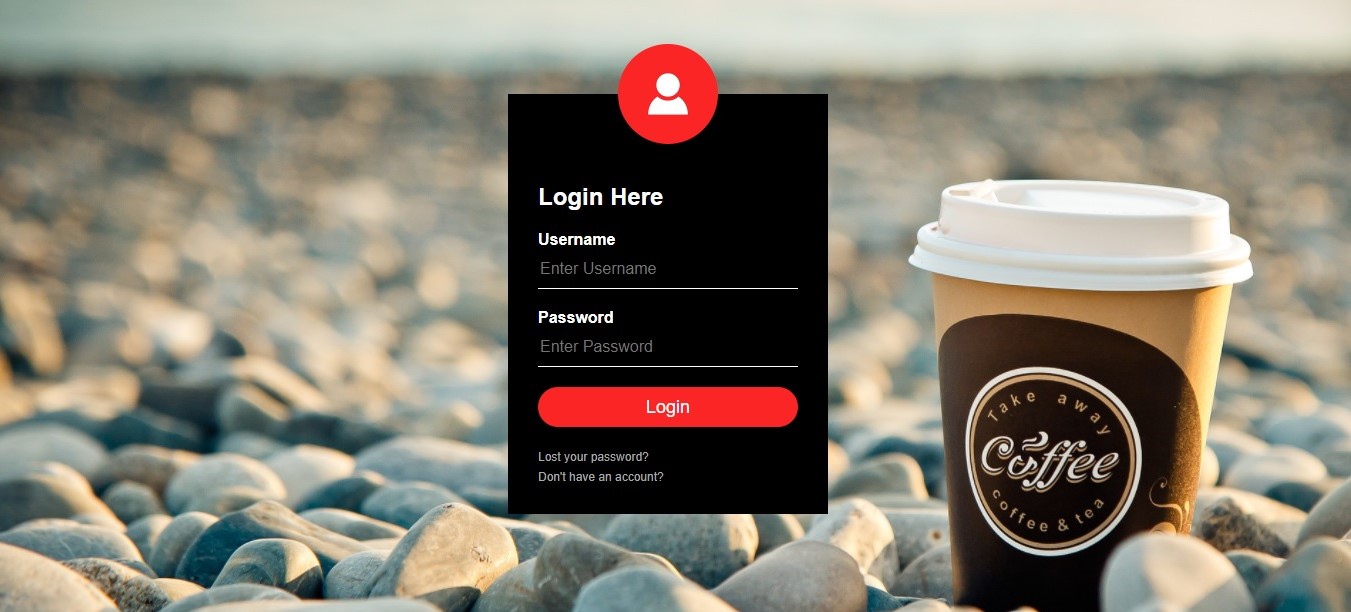 Login Here
Username
Enter Username
Password
Enter Password
Login
Lost your password?
Don't have an account?
Take away
Coffee
coffee & tea